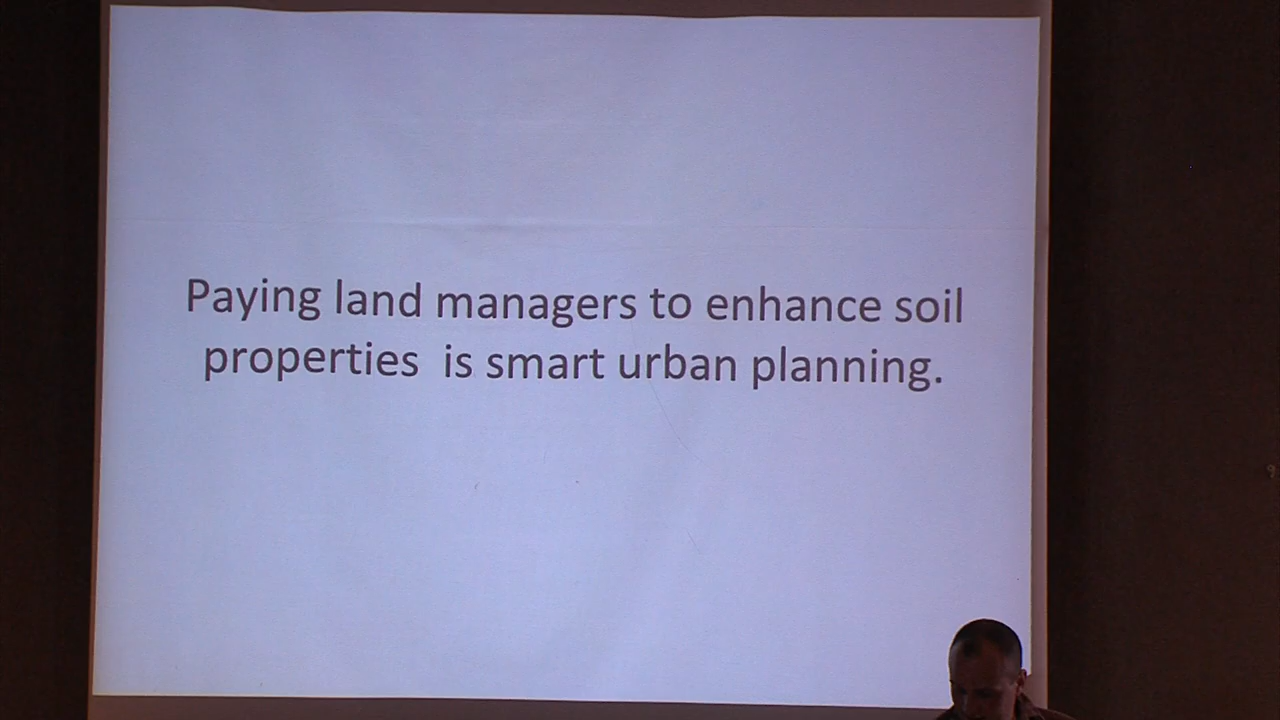 Paying land managers to enhance soil
properties  is smart urban planning.